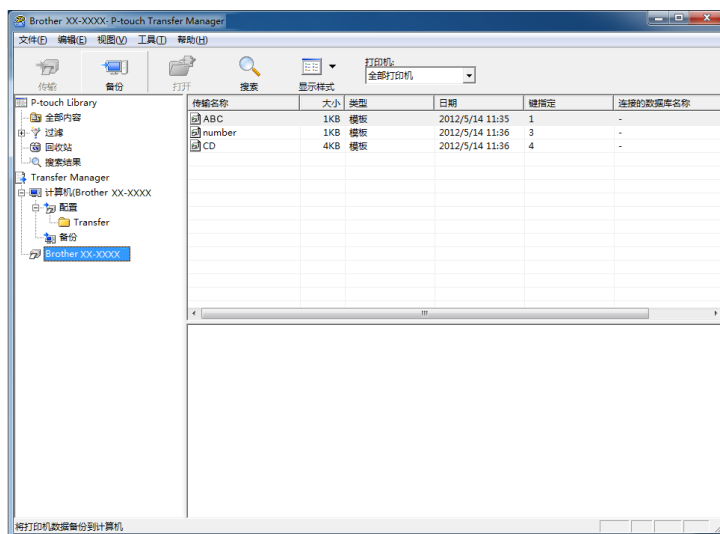 Brother XX-XXXX- P-touch Transfer Manager
文件(F) 编辑(E) 视图(V) 工具(T) 帮助(H)
传输 备份 打开 搜索 显示样式 打印机:
全部打印机
P-touch Library
全部内容
过滤
回收站
搜索结果
Transfer Manager
计算机(Brother XX-XXXX
配置
Transfer
备份
Brother XX-XXXX
传输名称 大小 类型 日期 键指定 连接的数据库名称
ABC 1KB 模板 2012/5/14 11:35 1 -
number 1KB 模板 2012/5/14 11:36 3 -
CD 4KB 模板 2012/5/14 11:36 4 -
将打印机数据备份到计算机